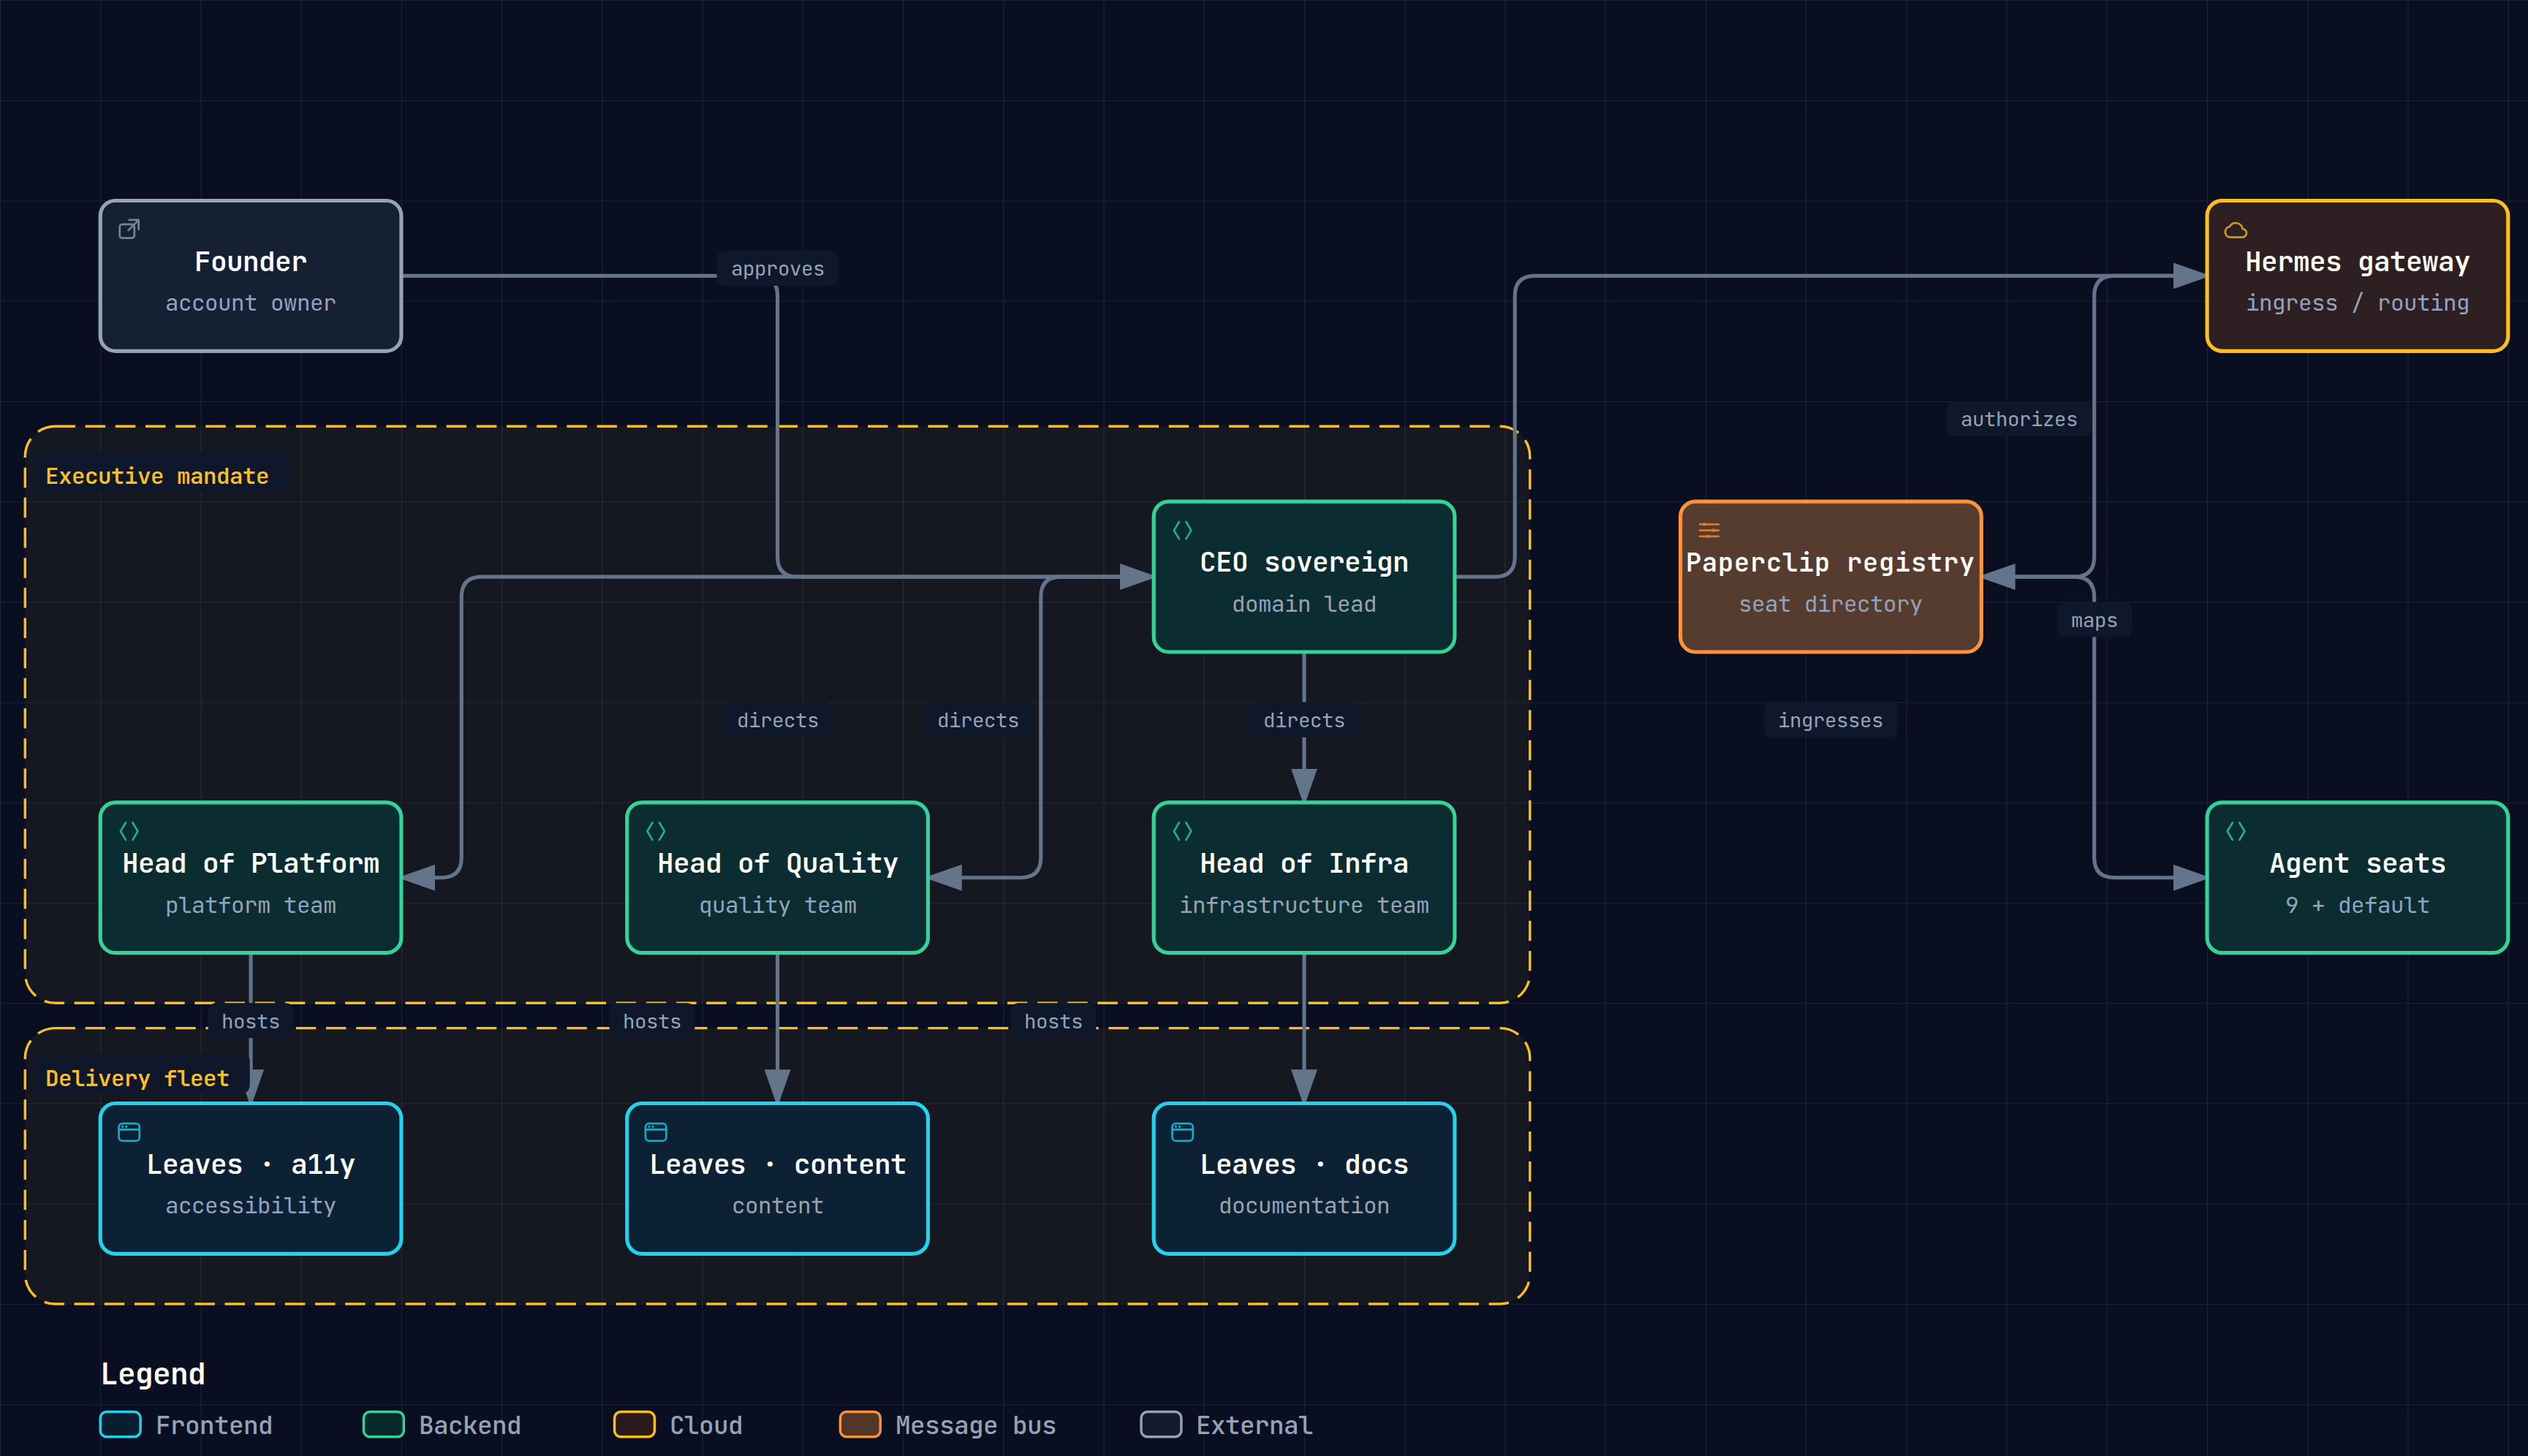 Founder
account owner
approves
Hermes gateway
ingress / routing
authorizes
Executive mandate
CEO sovereign
domain lead
Paperclip registry
seat directory
maps
directs
directs
directs
ingresses
Head of Platform
platform team
Head of Quality
quality team
Head of Infra
infrastructure team
Agent seats
9 + default
hosts
hosts
hosts
Delivery fleet
Leaves · a11y
accessibility
Leaves · content
content
Leaves · docs
documentation
Legend
Frontend
Backend
Cloud
Message bus
External